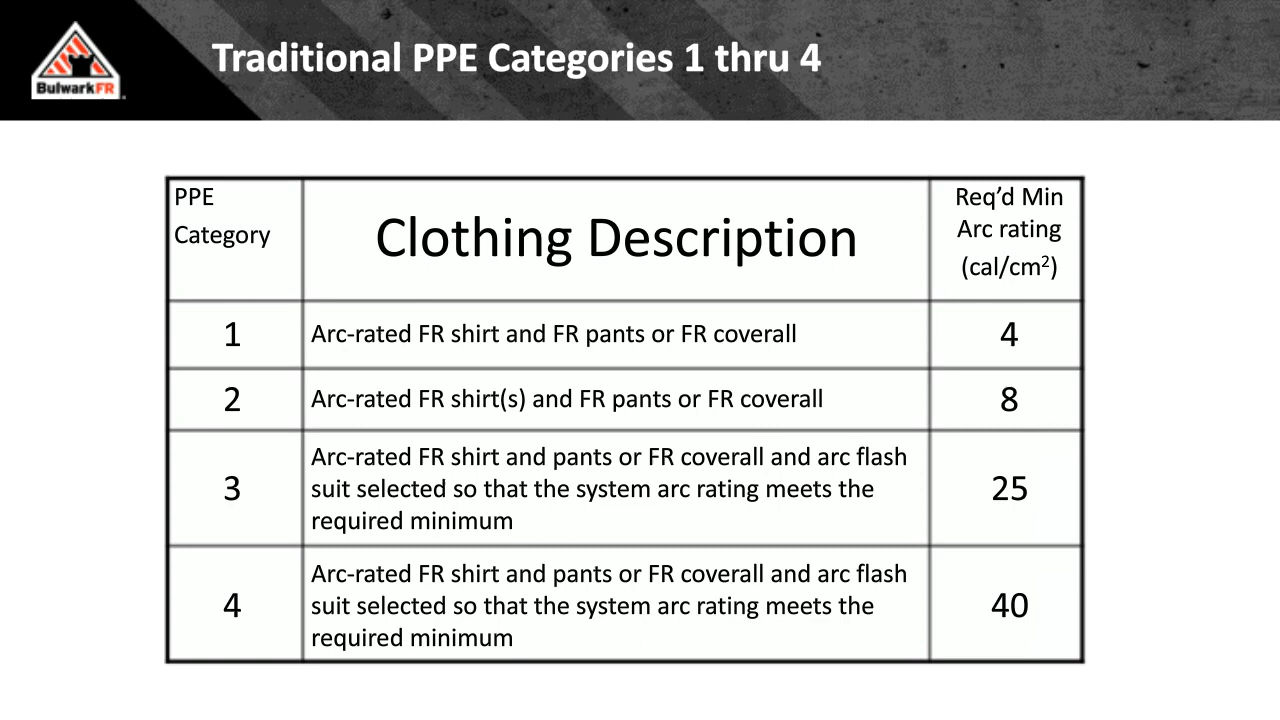 BulwarkFR
Traditional PPE Categories 1 thru 4
PPE
Category
Clothing Description
Req’d Min
Arc rating
(cal/cm²)
1
Arc-rated FR shirt and FR pants or FR coverall
4
2
Arc-rated FR shirt(s) and FR pants or FR coverall
8
3
Arc-rated FR shirt and pants or FR coverall and arc flash
suit selected so that the system arc rating meets the
required minimum
25
4
Arc-rated FR shirt and pants or FR coverall and arc flash
suit selected so that the system arc rating meets the
required minimum
40